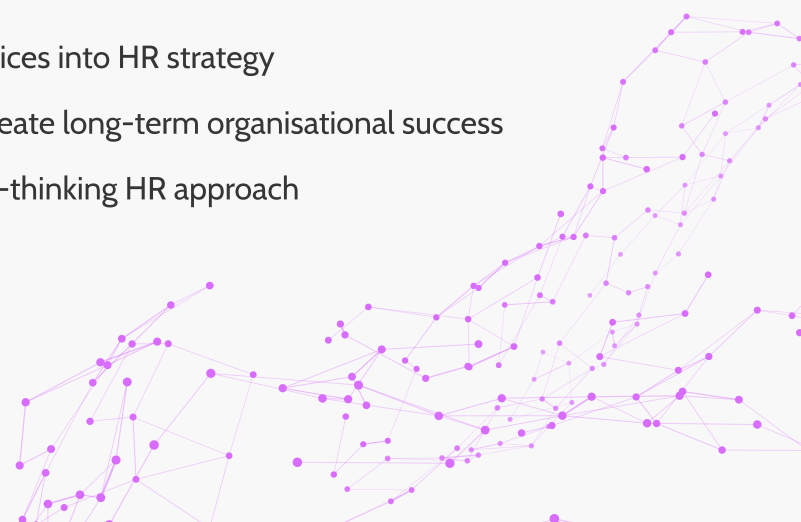 ices into HR strategy
eate long-term organisational success
-thinking HR approach